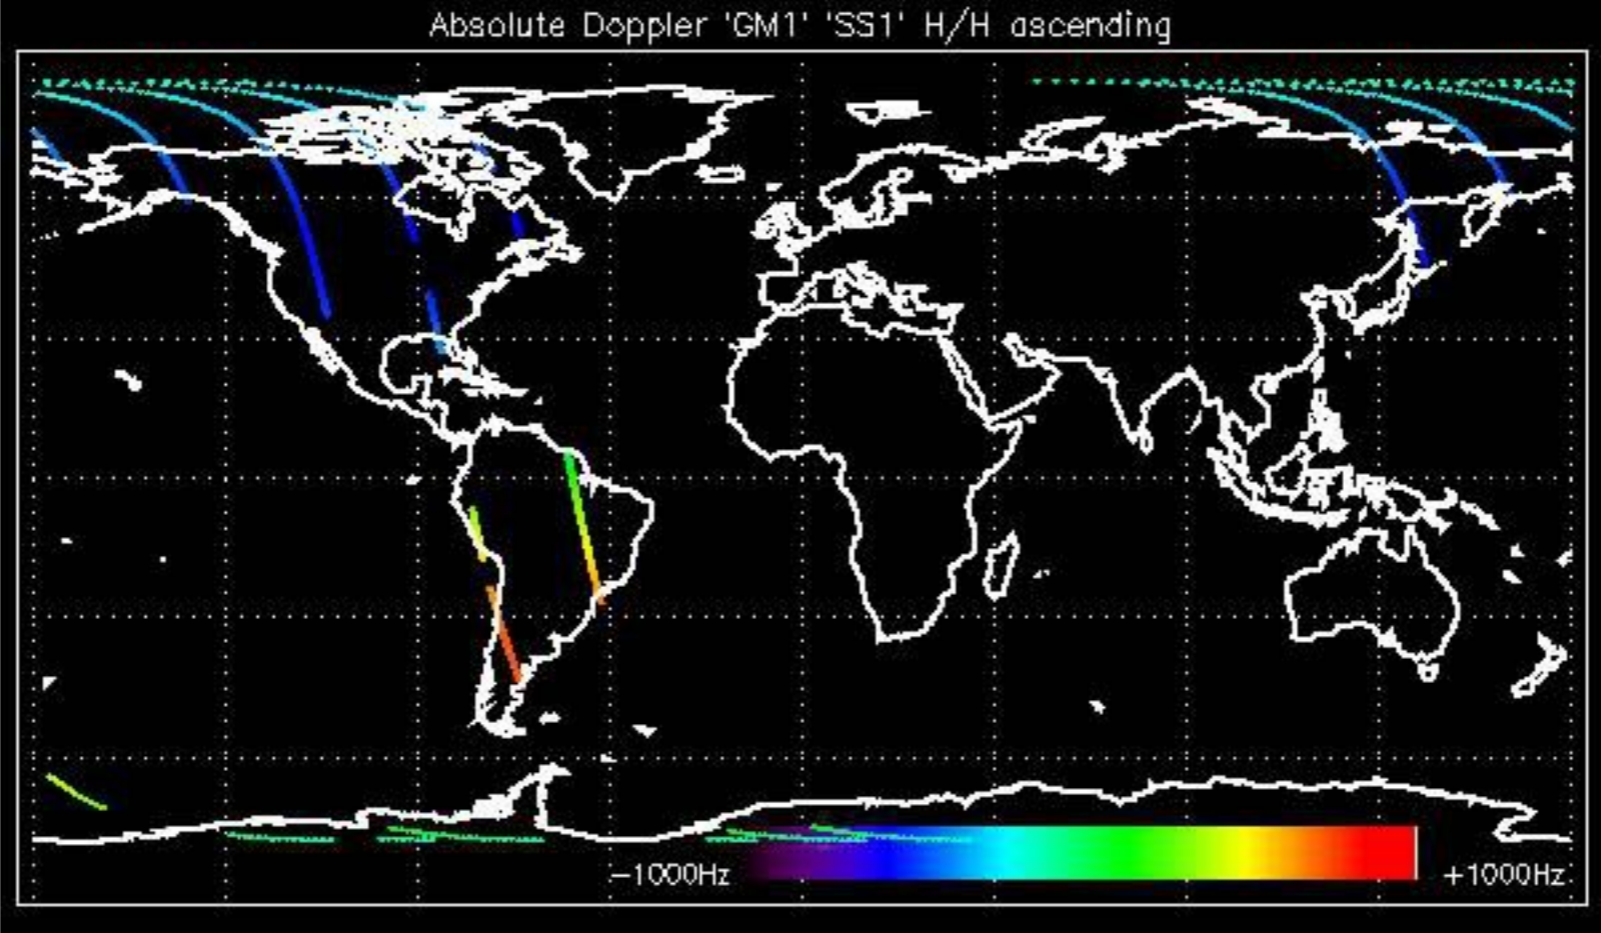 Absolute Doppler 'GM1' 'SS1' H/H ascending
−1000Hz +1000Hz